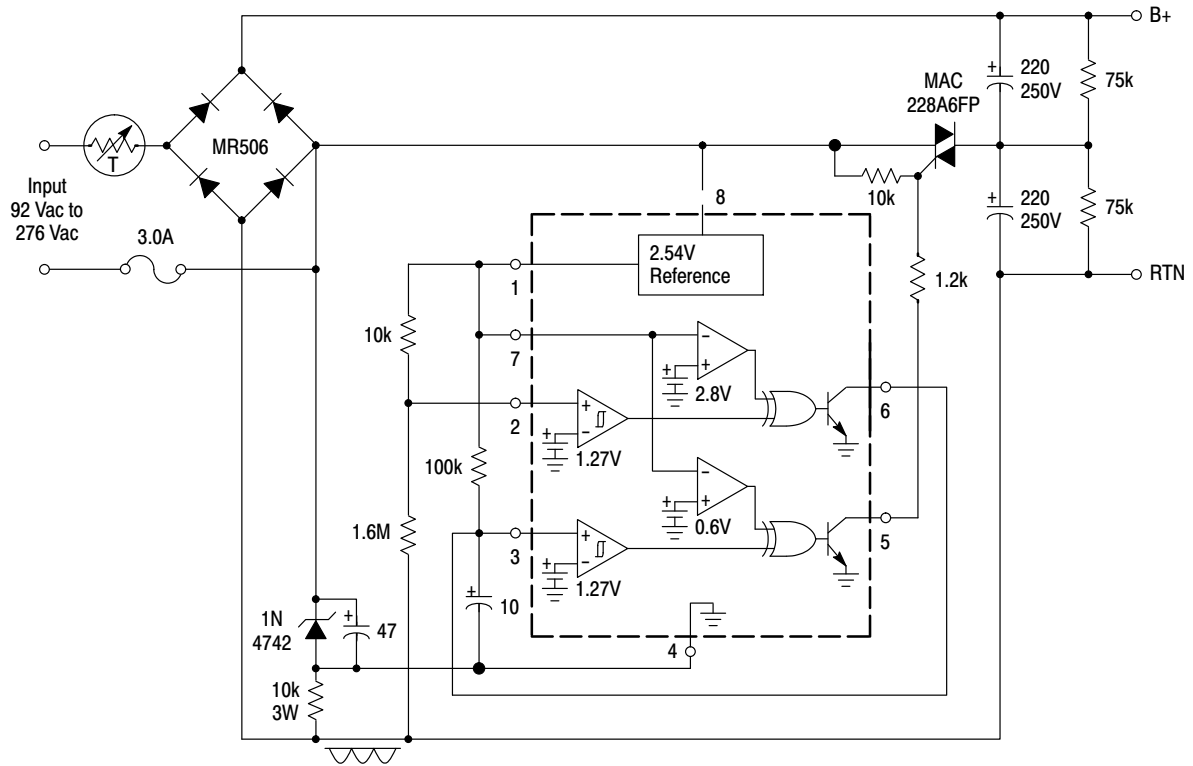 B+
220
250V
75k
MAC
228A6FP
MR506
T
Input
92 Vac to
276 Vac
3.0A
10k
8
2.54V
Reference
220
250V
75k
RTN
1
1.2k
10k
7
-
+
2.8V
6
2
+
-
1.27V
100k
-
+
0.6V
5
1.6M
3
+
-
1.27V
1N
4742
+
47
+
10
4
10k
3W